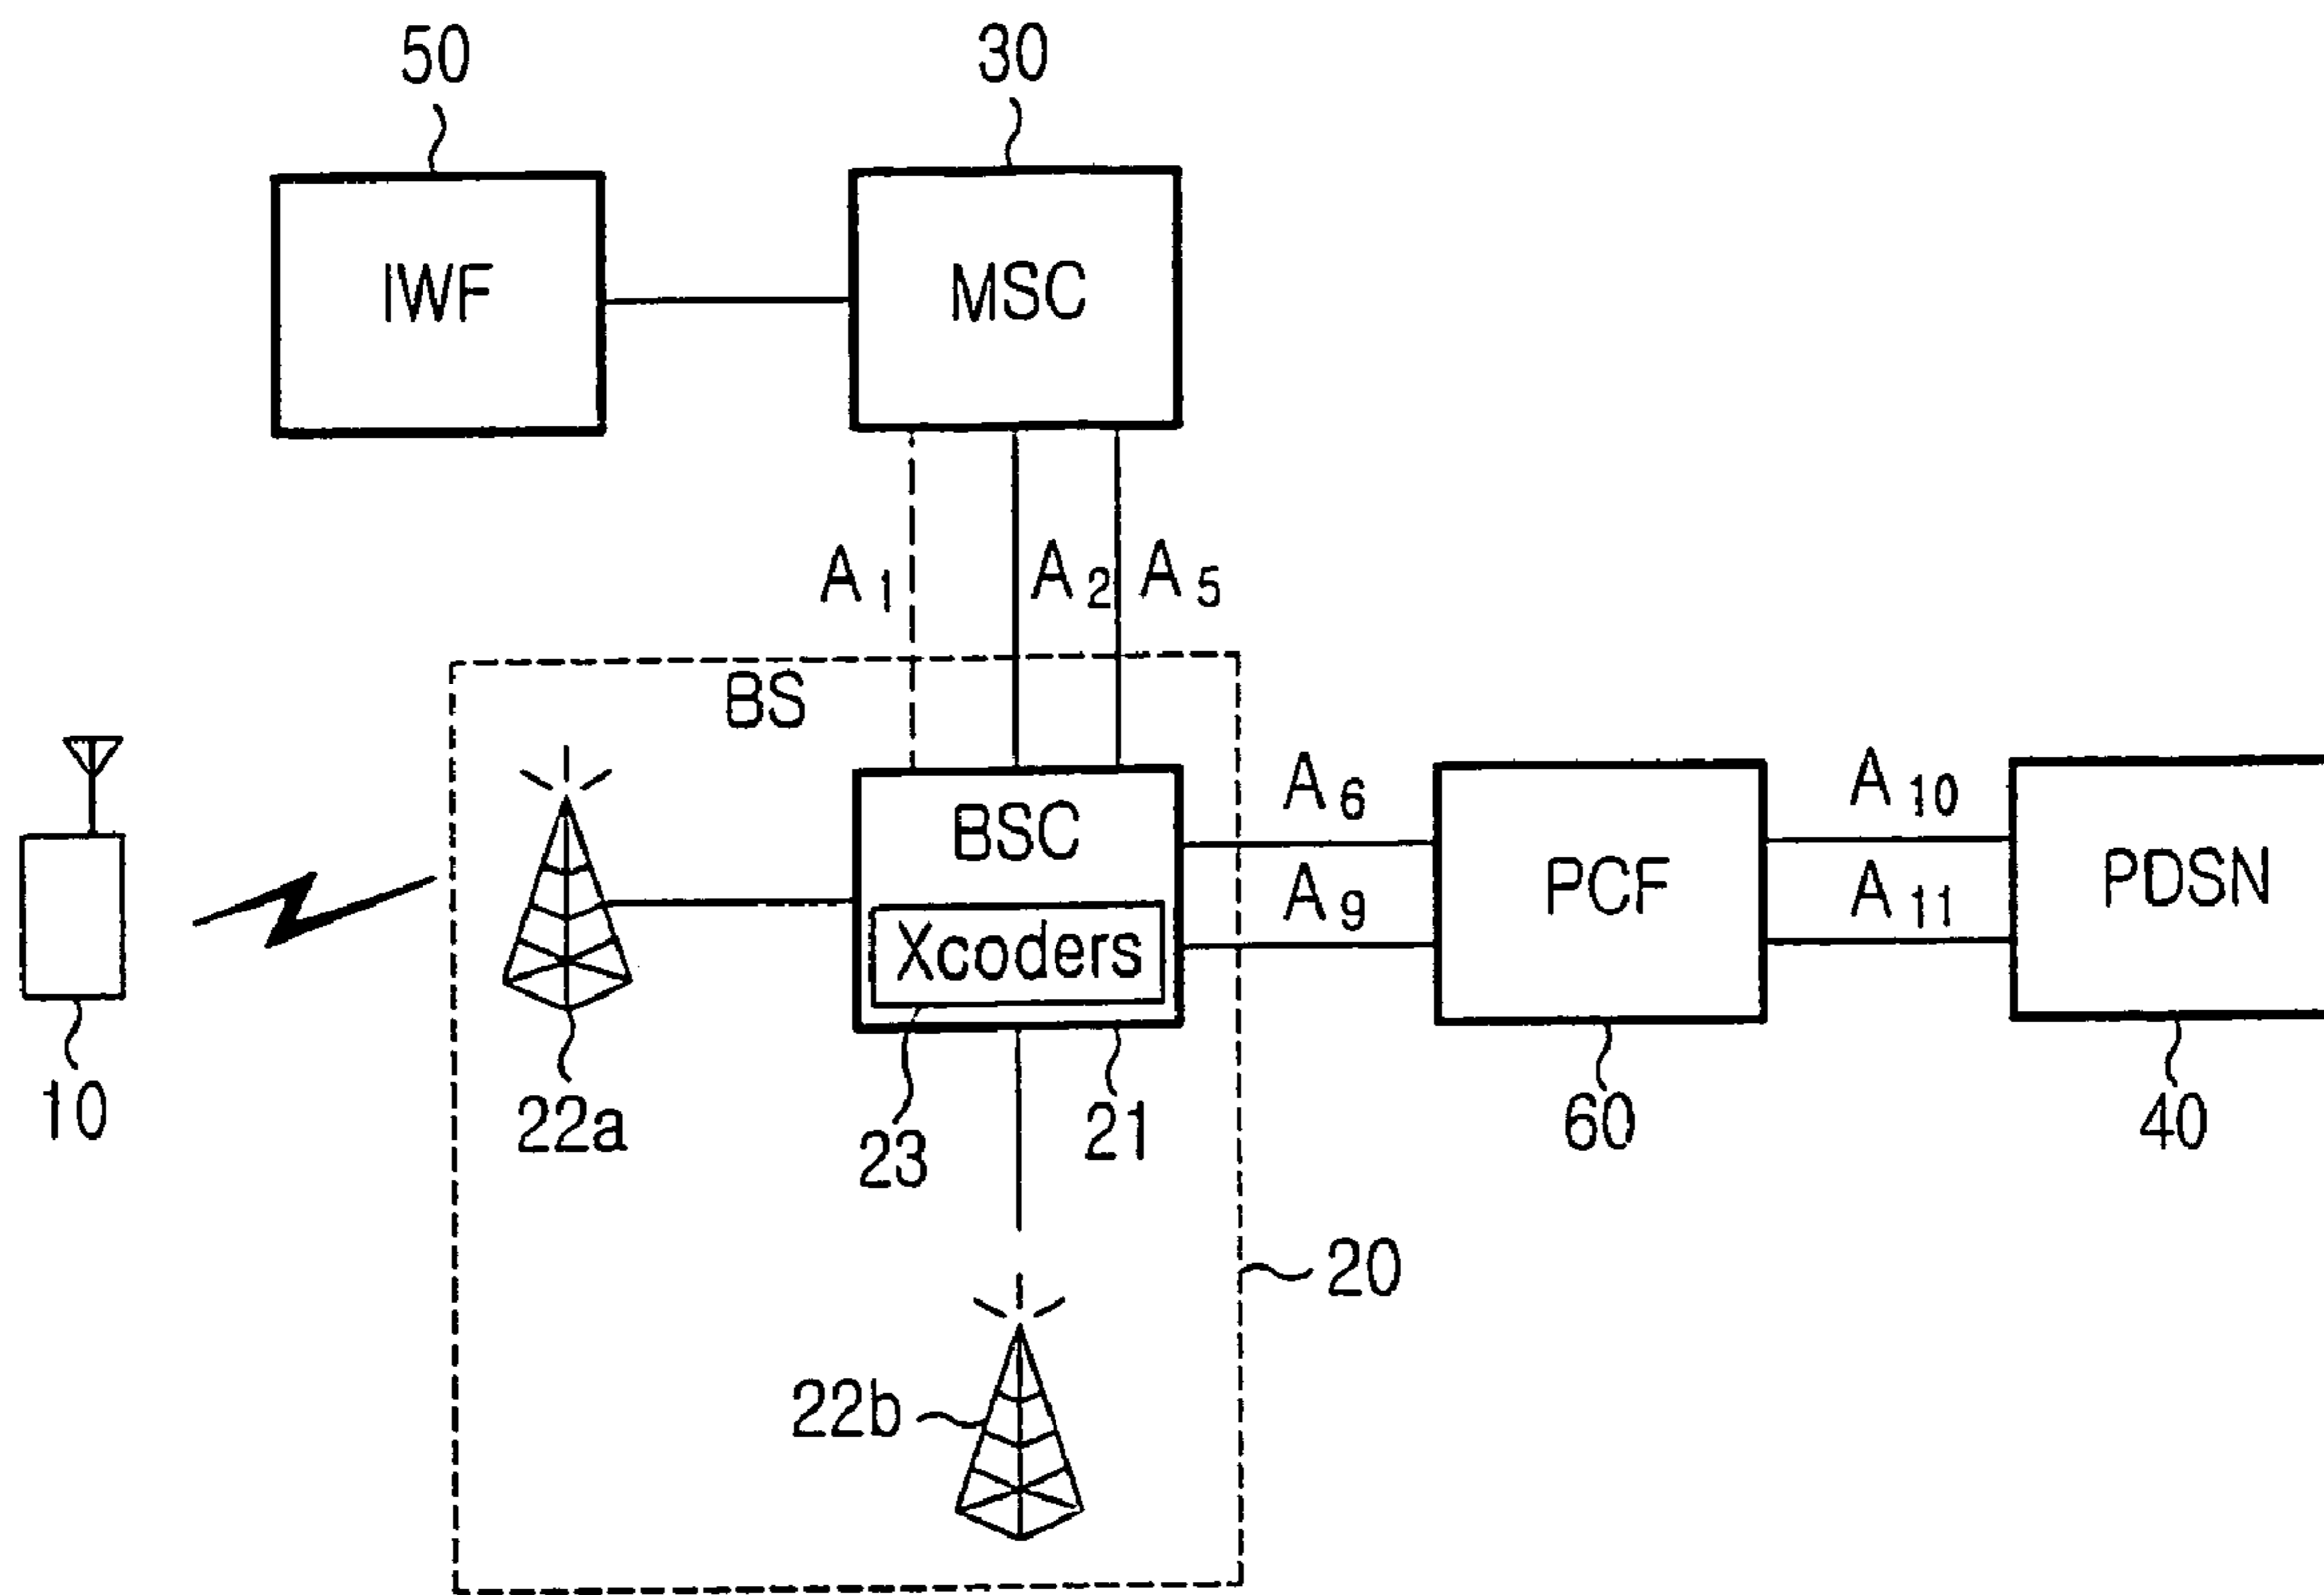 50
30
IWF
MSC
A1
A2
A5
BS
BSC
Xcoders
A6
A9
PCF
A10
A11
PDSN
10
22a
23
21
60
40
20
22b